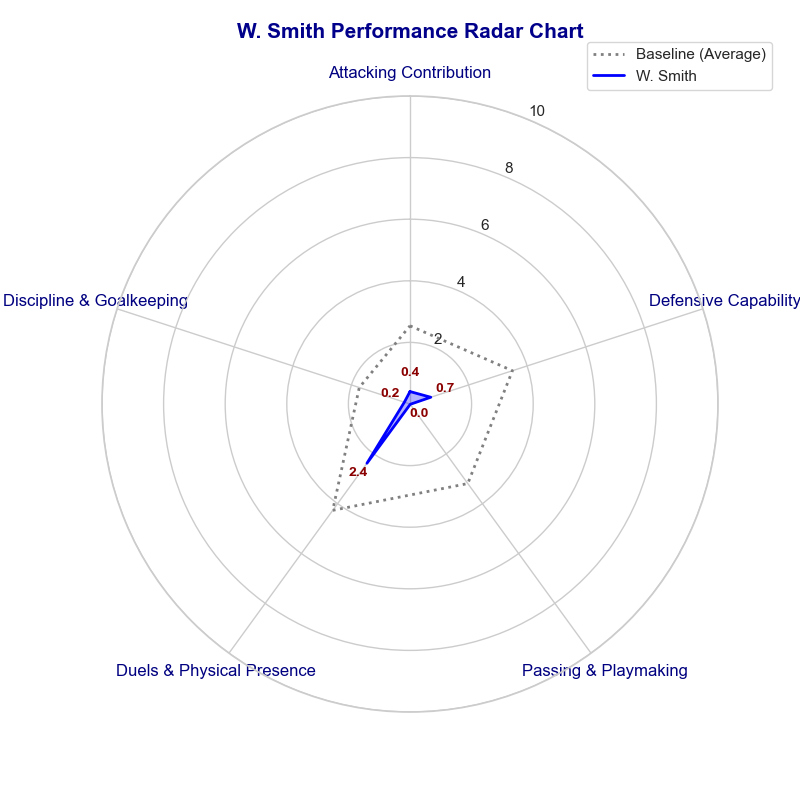 W. Smith Performance Radar Chart
Baseline (Average)
W. Smith
Attacking Contribution
10
8
6
4
2
Discipline & Goalkeeping
Defensive Capability
0.4
0.7
0.2
0.0
2.4
Duels & Physical Presence
Passing & Playmaking